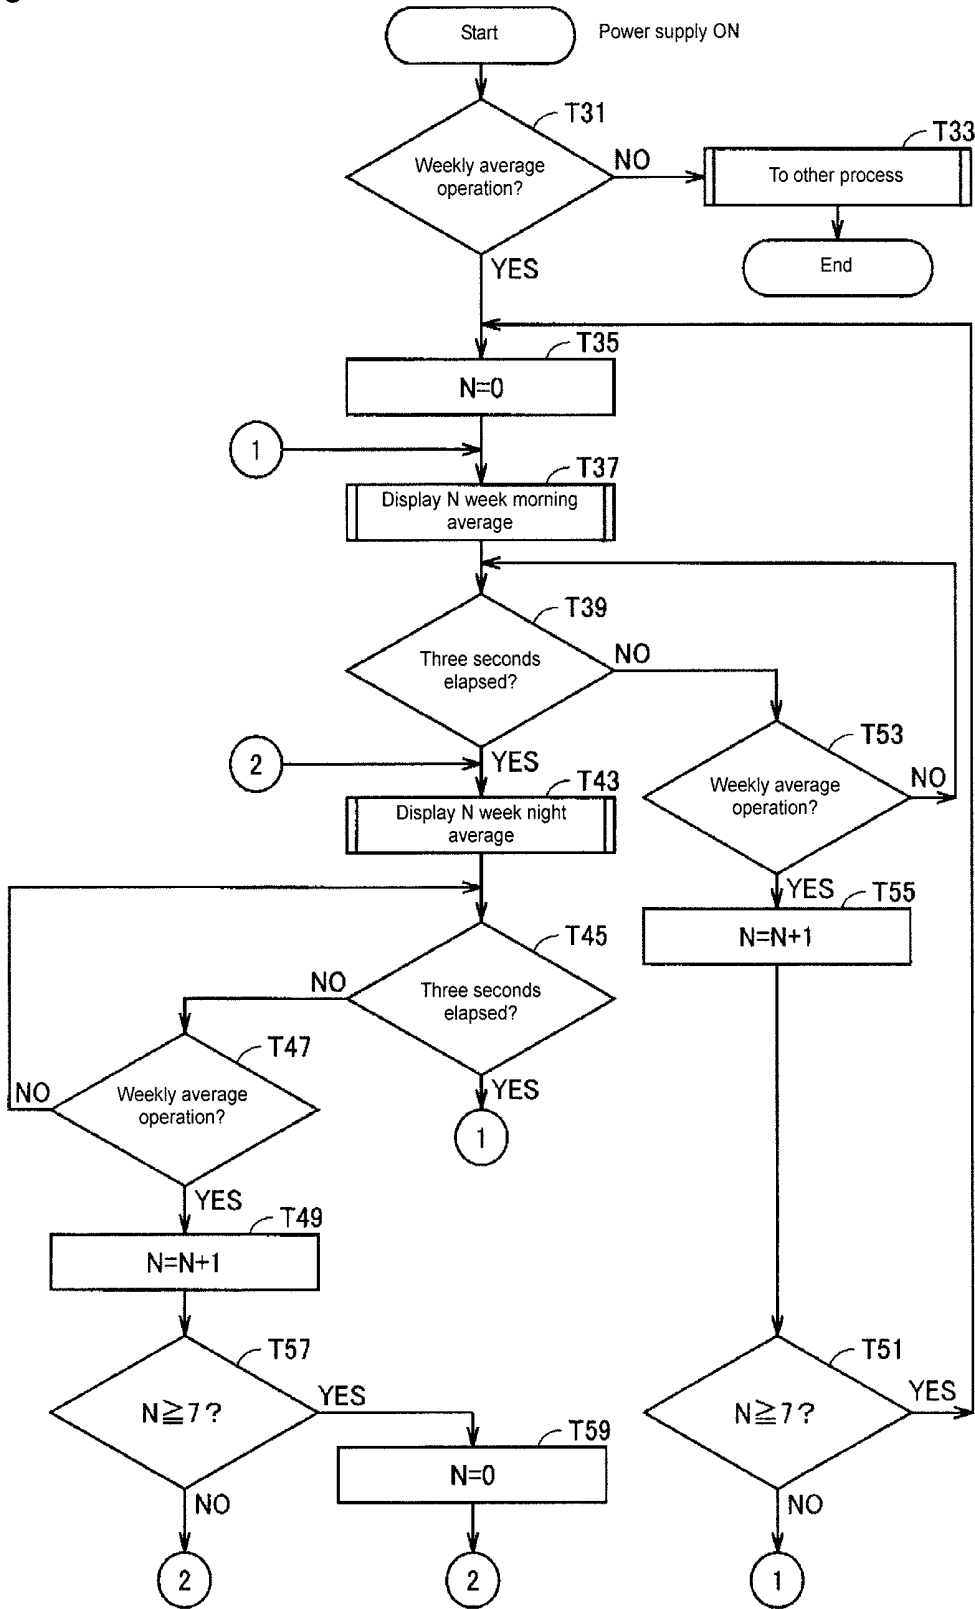 Start
Power supply ON
T31
Weekly average
operation?
NO
T33
To other process
End
YES
T35
N=0
1
T37
Display N week morning
average
T39
Three seconds
elapsed?
NO
T53
Weekly average
operation?
NO
2
YES
T43
Display N week night
average
YES
T55
N=N+1
T45
Three seconds
elapsed?
NO
T47
Weekly average
operation?
NO
YES
1
YES
T49
N=N+1
T57
N≧7?
YES
T59
N=0
T51
N≧7?
YES
NO
2
2
NO
1